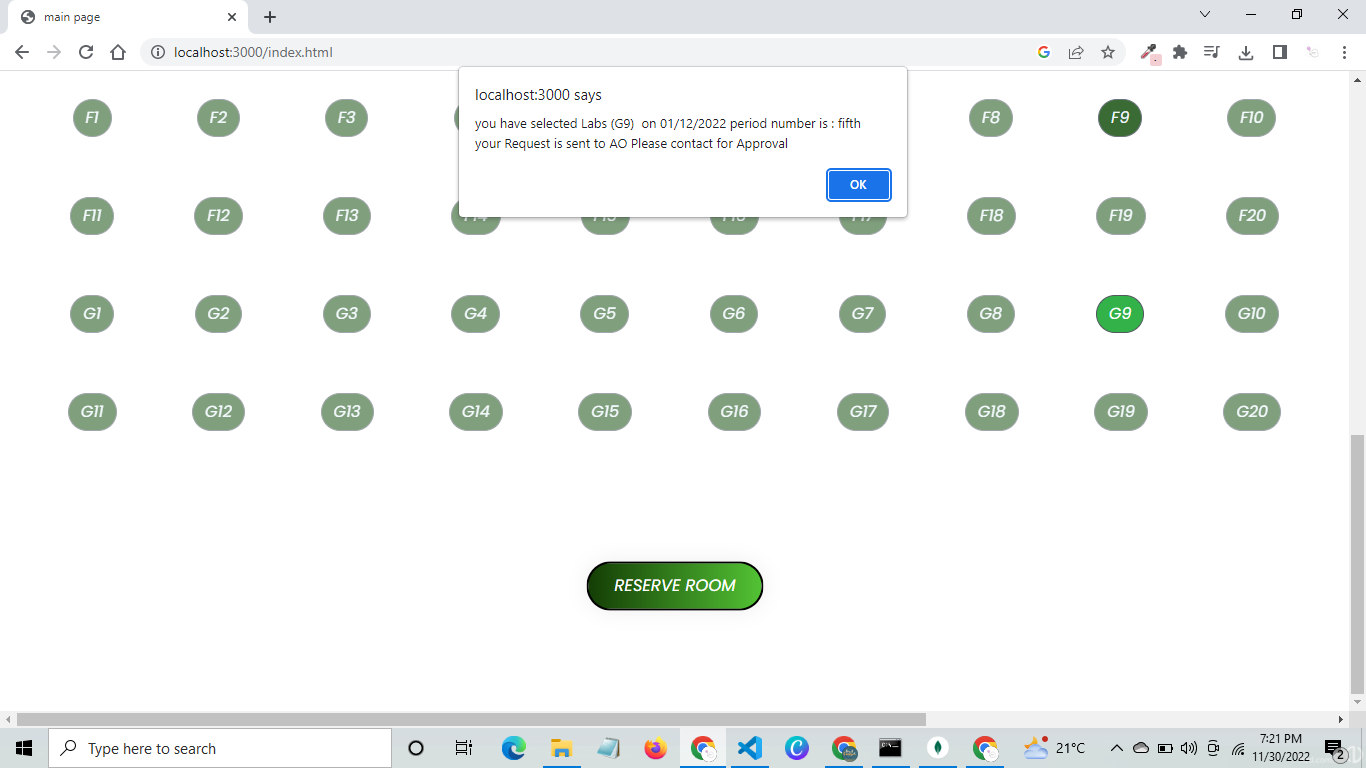 main page
localhost:3000/index.html
localhost:3000 says
you have selected Labs (G9)  on 01/12/2022 period number is : fifth
your Request is sent to AO Please contact for Approval
OK
F1 F2 F3 F8 F9 F10
F11 F12 F13 F14 F15 F16 F17 F18 F19 F20
G1 G2 G3 G4 G5 G6 G7 G8 G9 G10
G11 G12 G13 G14 G15 G16 G17 G18 G19 G20
RESERVE ROOM
Type here to search
21°C
7:21 PM
11/30/2022
2